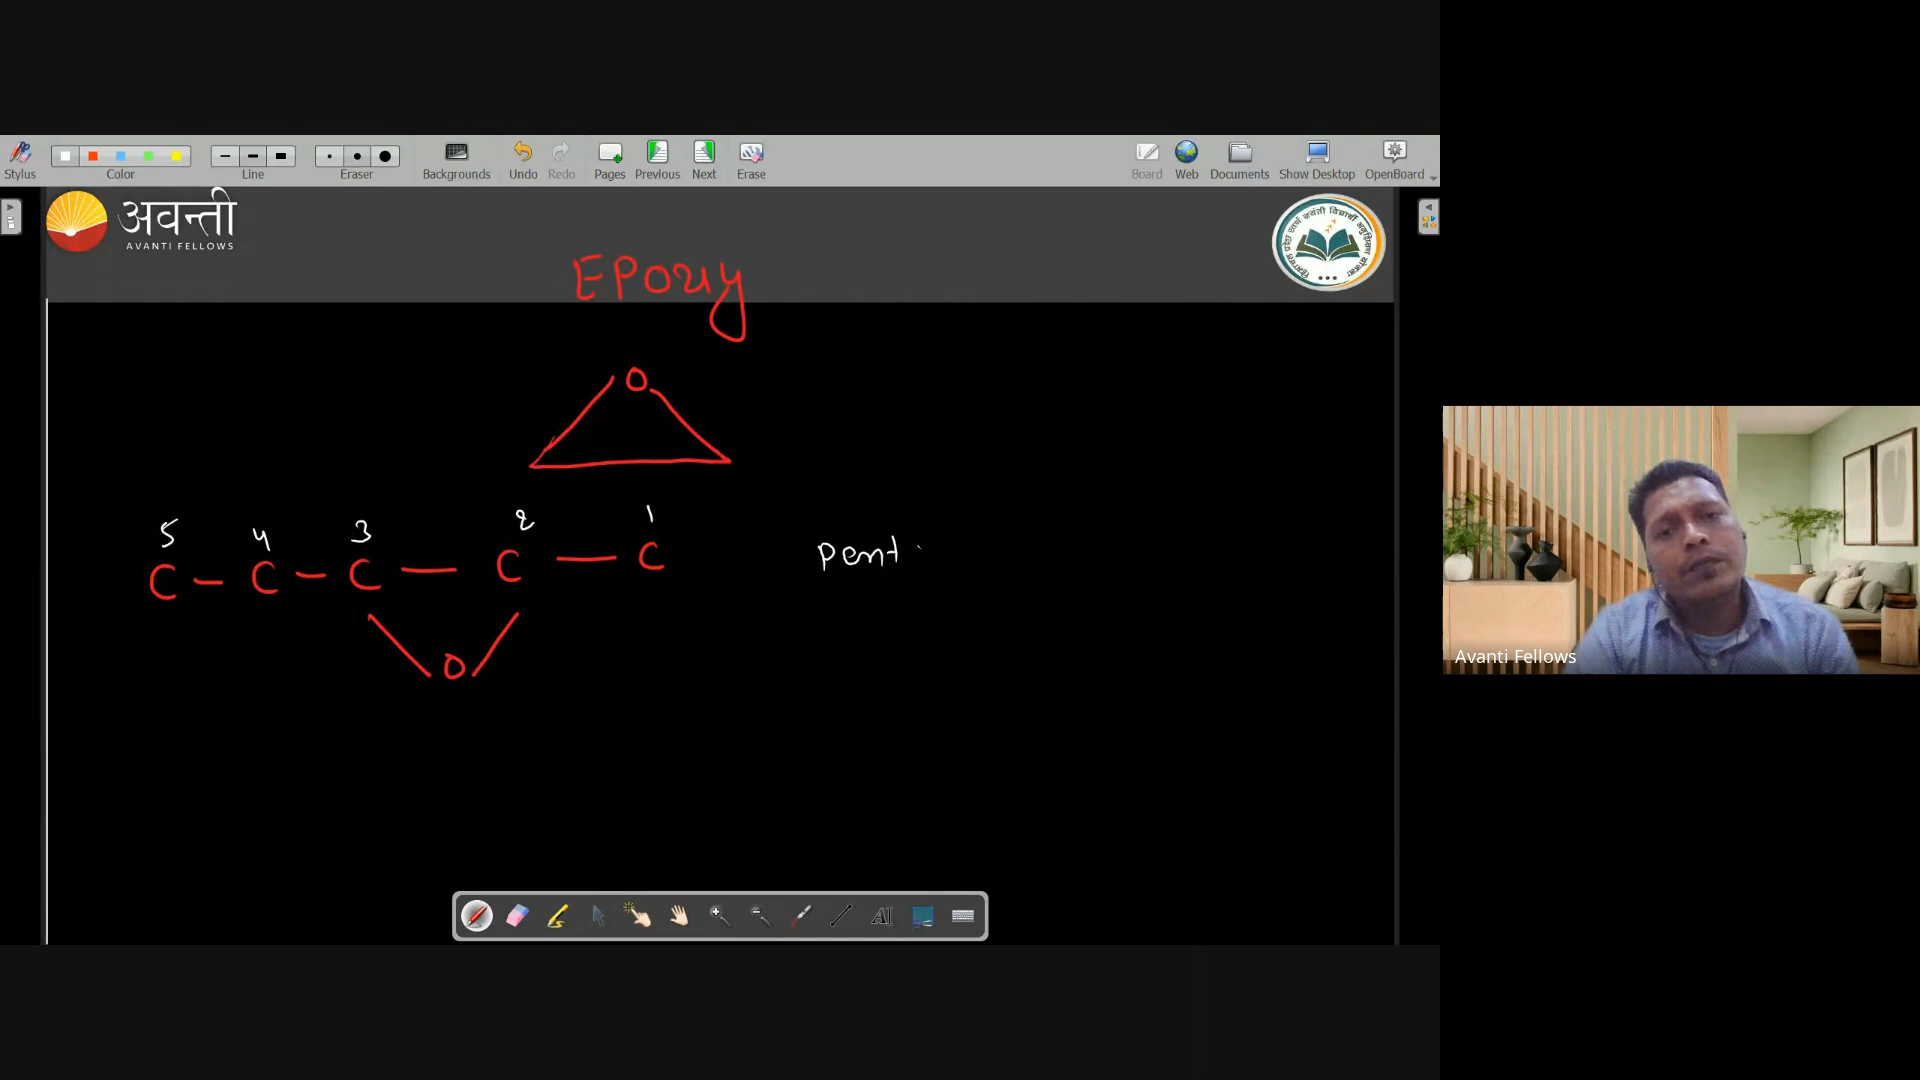 Stylus Color Line Eraser Backgrounds Undo Redo Pages Previous Next Erase Board Web Documents Show Desktop OpenBoard
अवन्ती
AVANTI FELLOWS
EPOxy
O
5 4 3 2 1
C - C - C - C - C
pent
O
Avanti Fellows
AI